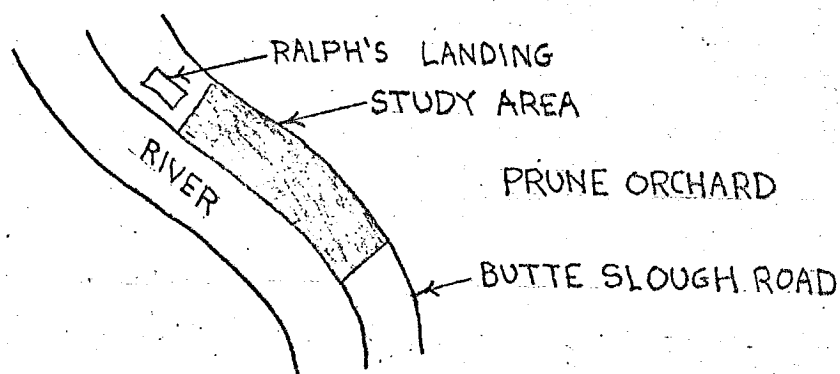 RALPH'S LANDING
STUDY AREA
RIVER
PRUNE ORCHARD
BUTTE SLOUGH ROAD